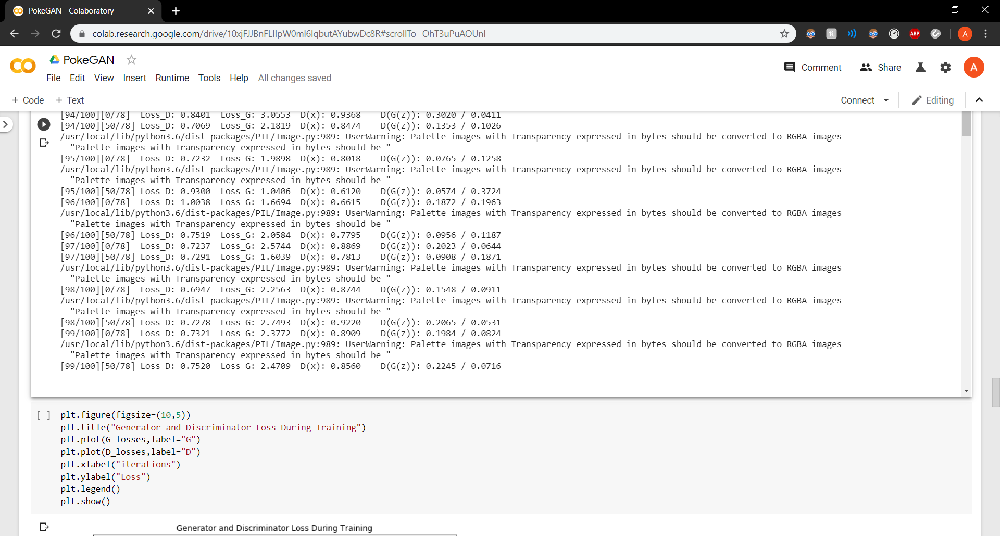 PokeGAN - Colaboratory
colab.research.google.com/drive/10xjFJJBnFLIIpW0ml6lqbutAYubwDc8R#scrollTo=OhT3uPuAOUnI
ABP
A
PokeGAN
Comment
Share
A
File Edit View Insert Runtime Tools Help All changes saved
+ Code + Text
Connect
Editing
[94/100][0/78]  Loss_D: 0.8401  Loss_G: 3.0553  D(x): 0.9368    D(G(z)): 0.3020 / 0.0411
[94/100][50/78] Loss_D: 0.7069  Loss_G: 2.1819  D(x): 0.8474    D(G(z)): 0.1353 / 0.1026
/usr/local/lib/python3.6/dist-packages/PIL/Image.py:989: UserWarning: Palette images with Transparency expressed in bytes should be converted to RGBA images
  "Palette images with Transparency expressed in bytes should be "
[95/100][0/78]  Loss_D: 0.7232  Loss_G: 1.9898  D(x): 0.8018    D(G(z)): 0.0765 / 0.1258
/usr/local/lib/python3.6/dist-packages/PIL/Image.py:989: UserWarning: Palette images with Transparency expressed in bytes should be converted to RGBA images
  "Palette images with Transparency expressed in bytes should be "
[95/100][50/78] Loss_D: 0.9300  Loss_G: 1.0406  D(x): 0.6120    D(G(z)): 0.0574 / 0.3724
[96/100][0/78]  Loss_D: 1.0038  Loss_G: 1.6694  D(x): 0.6615    D(G(z)): 0.1872 / 0.1963
/usr/local/lib/python3.6/dist-packages/PIL/Image.py:989: UserWarning: Palette images with Transparency expressed in bytes should be converted to RGBA images
  "Palette images with Transparency expressed in bytes should be "
[96/100][50/78] Loss_D: 0.7519  Loss_G: 2.0584  D(x): 0.7795    D(G(z)): 0.0956 / 0.1187
[97/100][0/78]  Loss_D: 0.7237  Loss_G: 2.5744  D(x): 0.8869    D(G(z)): 0.2023 / 0.0644
[97/100][50/78] Loss_D: 0.7291  Loss_G: 1.6039  D(x): 0.7813    D(G(z)): 0.0908 / 0.1871
/usr/local/lib/python3.6/dist-packages/PIL/Image.py:989: UserWarning: Palette images with Transparency expressed in bytes should be converted to RGBA images
  "Palette images with Transparency expressed in bytes should be "
[98/100][0/78]  Loss_D: 0.6947  Loss_G: 2.2563  D(x): 0.8744    D(G(z)): 0.1548 / 0.0911
/usr/local/lib/python3.6/dist-packages/PIL/Image.py:989: UserWarning: Palette images with Transparency expressed in bytes should be converted to RGBA images
  "Palette images with Transparency expressed in bytes should be "
[98/100][50/78] Loss_D: 0.7278  Loss_G: 2.7493  D(x): 0.9220    D(G(z)): 0.2065 / 0.0531
[99/100][0/78]  Loss_D: 0.7321  Loss_G: 2.3772  D(x): 0.8909    D(G(z)): 0.1984 / 0.0824
/usr/local/lib/python3.6/dist-packages/PIL/Image.py:989: UserWarning: Palette images with Transparency expressed in bytes should be converted to RGBA images
  "Palette images with Transparency expressed in bytes should be "
[99/100][50/78] Loss_D: 0.7520  Loss_G: 2.4709  D(x): 0.8560    D(G(z)): 0.2245 / 0.0716
[ ] plt.figure(figsize=(10,5))
plt.title("Generator and Discriminator Loss During Training")
plt.plot(G_losses,label="G")
plt.plot(D_losses,label="D")
plt.xlabel("iterations")
plt.ylabel("Loss")
plt.legend()
plt.show()
Generator and Discriminator Loss During Training